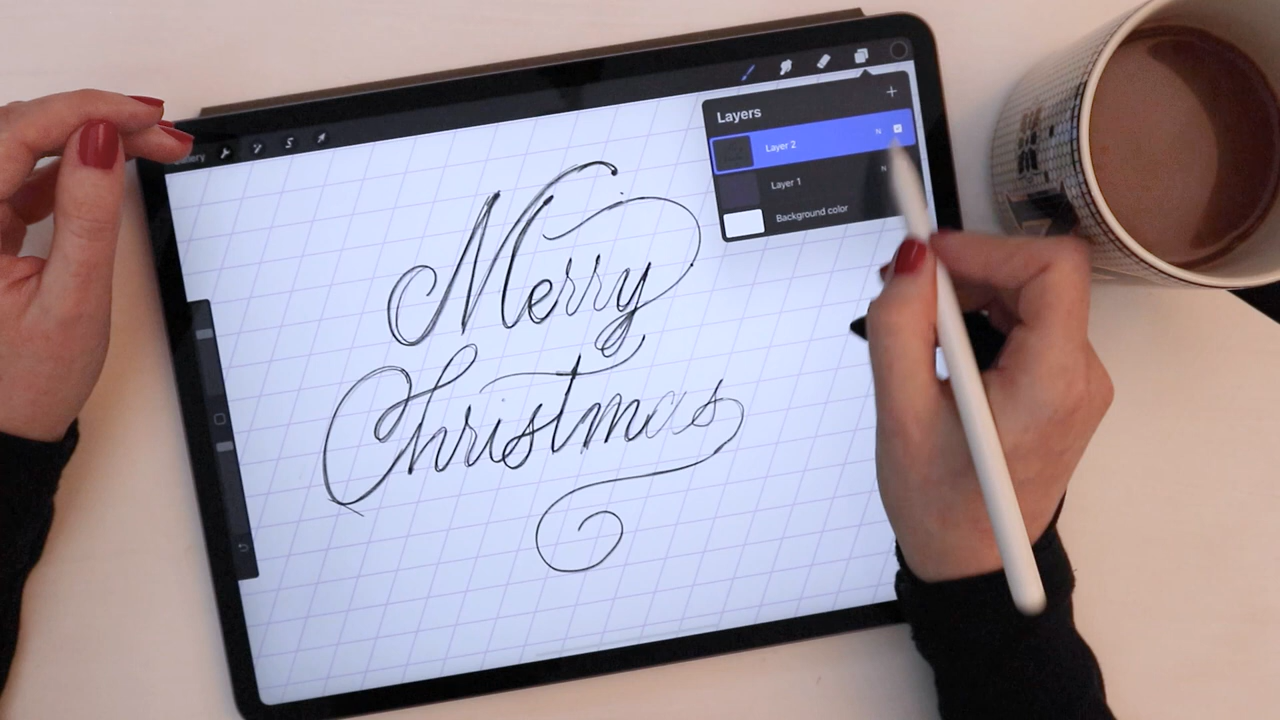 Layers
N
Layer 2
Layer 1
N
Background color
Merry
Christmas